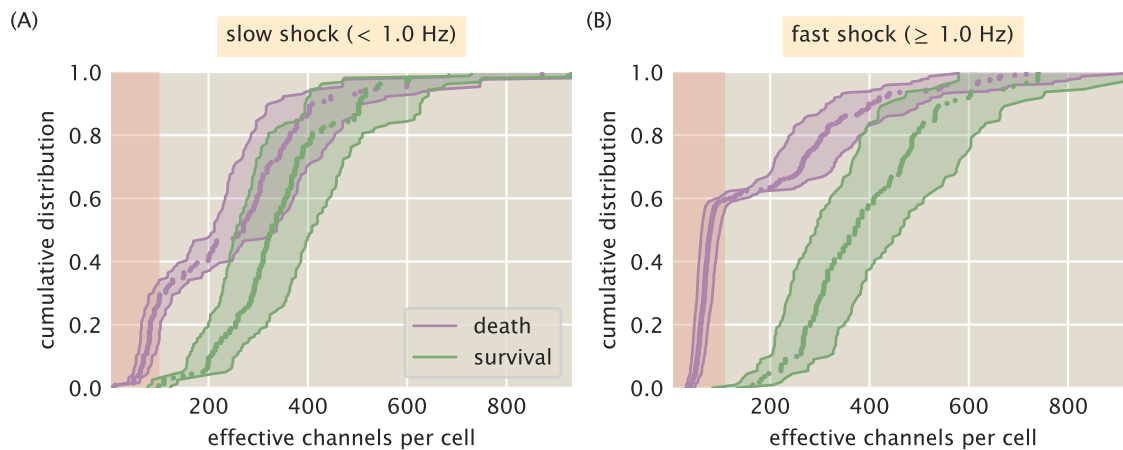 (A)
slow shock (< 1.0 Hz)
1.0
0.8
0.6
0.4
0.2
0.0
cumulative distribution
death
survival
200
400
600
800
effective channels per cell
(B)
fast shock (≥ 1.0 Hz)
1.0
0.8
0.6
0.4
0.2
0.0
cumulative distribution
200
400
600
800
effective channels per cell